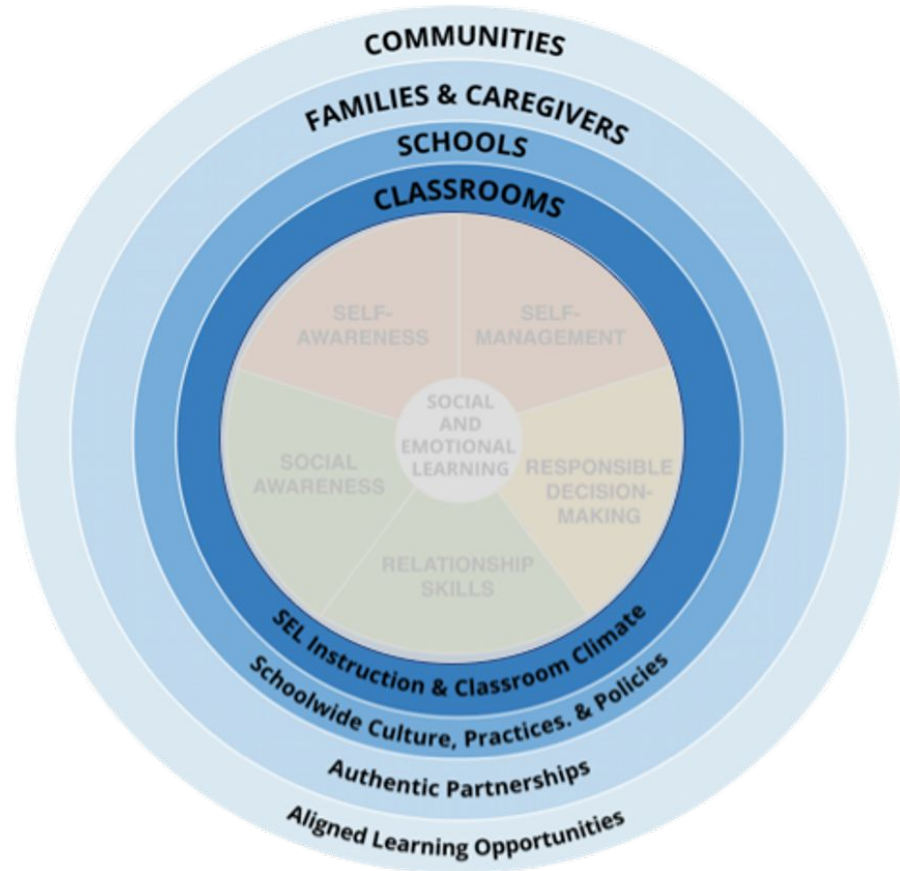 COMMUNITIES
FAMILIES & CAREGIVERS
SCHOOLS
CLASSROOMS
SELF-
AWARENESS
SELF-
MANAGEMENT
SOCIAL
AND
EMOTIONAL
LEARNING
SOCIAL
AWARENESS
RESPONSIBLE
DECISION-
MAKING
RELATIONSHIP
SKILLS
SEL Instruction & Classroom Climate
Schoolwide Culture, Practices. & Policies
Authentic Partnerships
Aligned Learning Opportunities